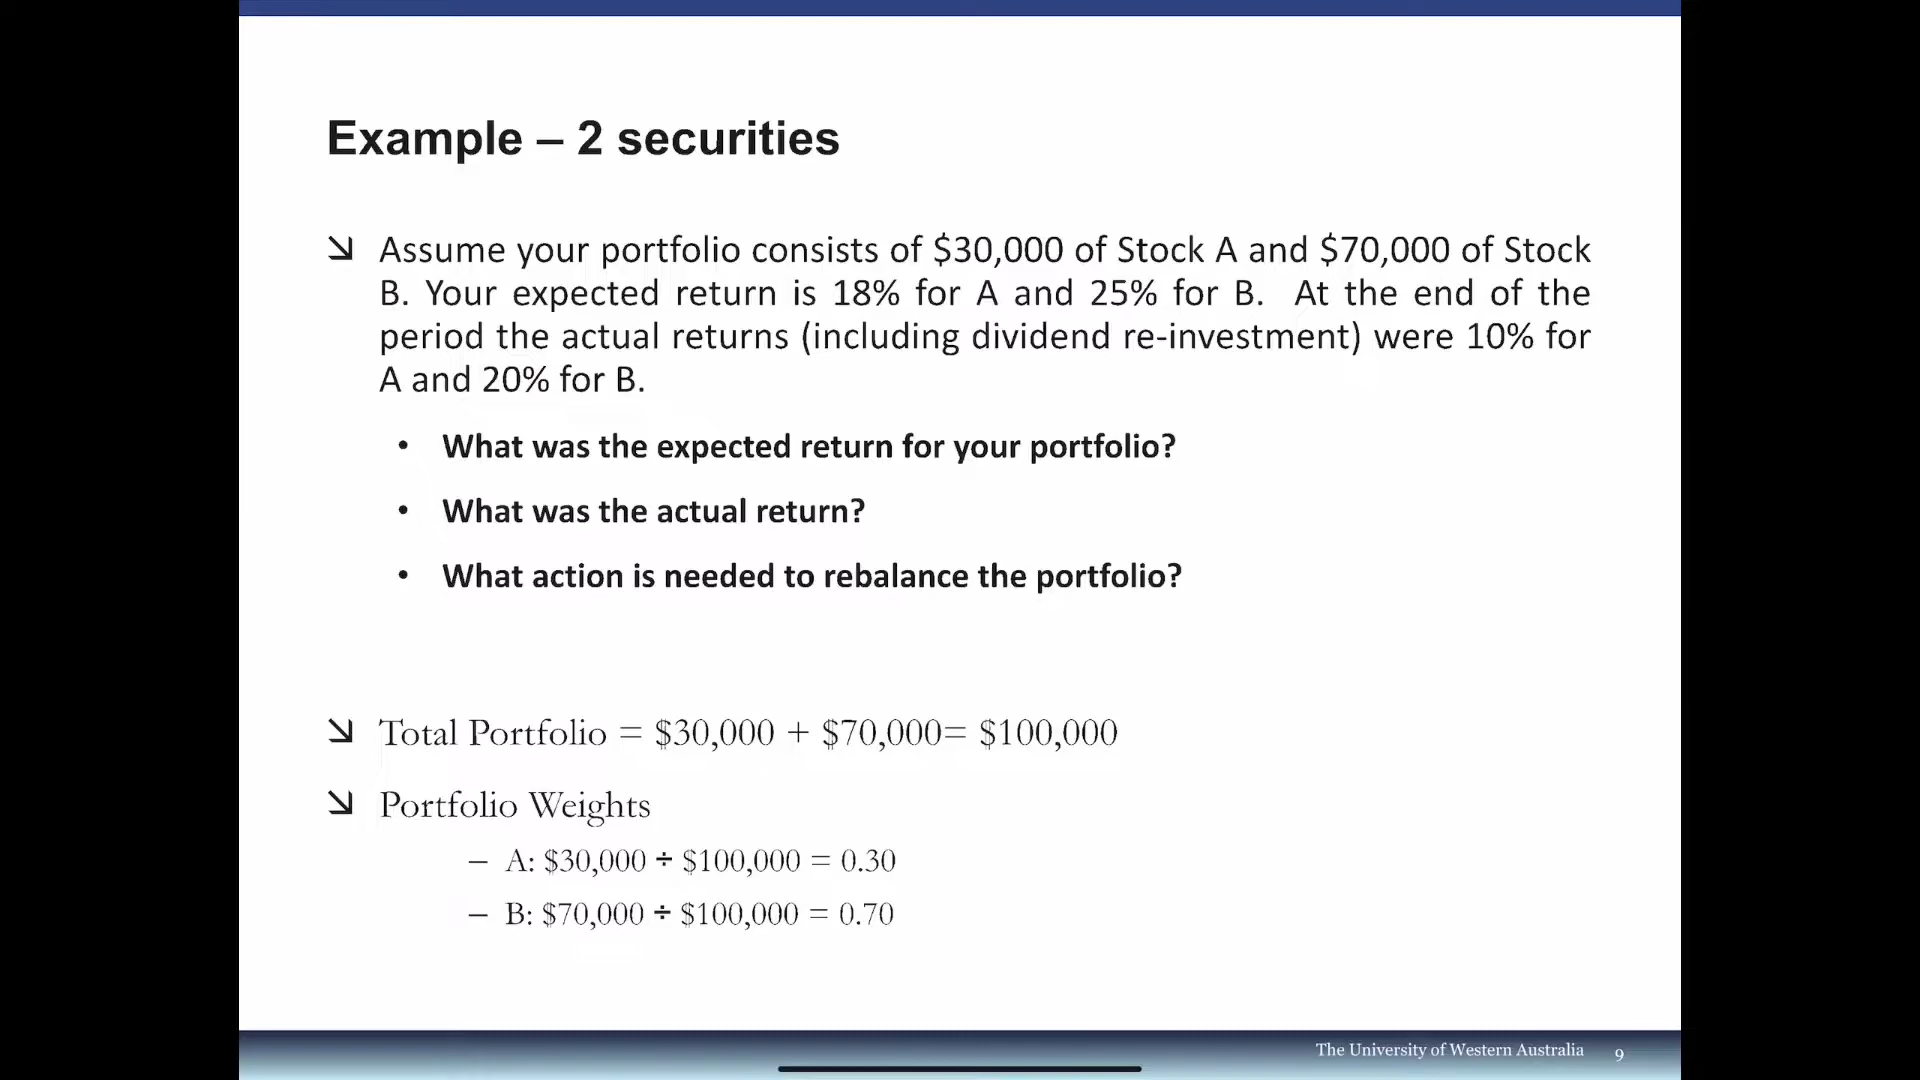 Example – 2 securities
Assume your portfolio consists of $30,000 of Stock A and $70,000 of Stock
B. Your expected return is 18% for A and 25% for B. At the end of the
period the actual returns (including dividend re-investment) were 10% for
A and 20% for B.
• What was the expected return for your portfolio?
• What was the actual return?
• What action is needed to rebalance the portfolio?
Total Portfolio = $30,000 + $70,000= $100,000
Portfolio Weights
– A: $30,000 ÷ $100,000 = 0.30
– B: $70,000 ÷ $100,000 = 0.70
The University of Western Australia 9